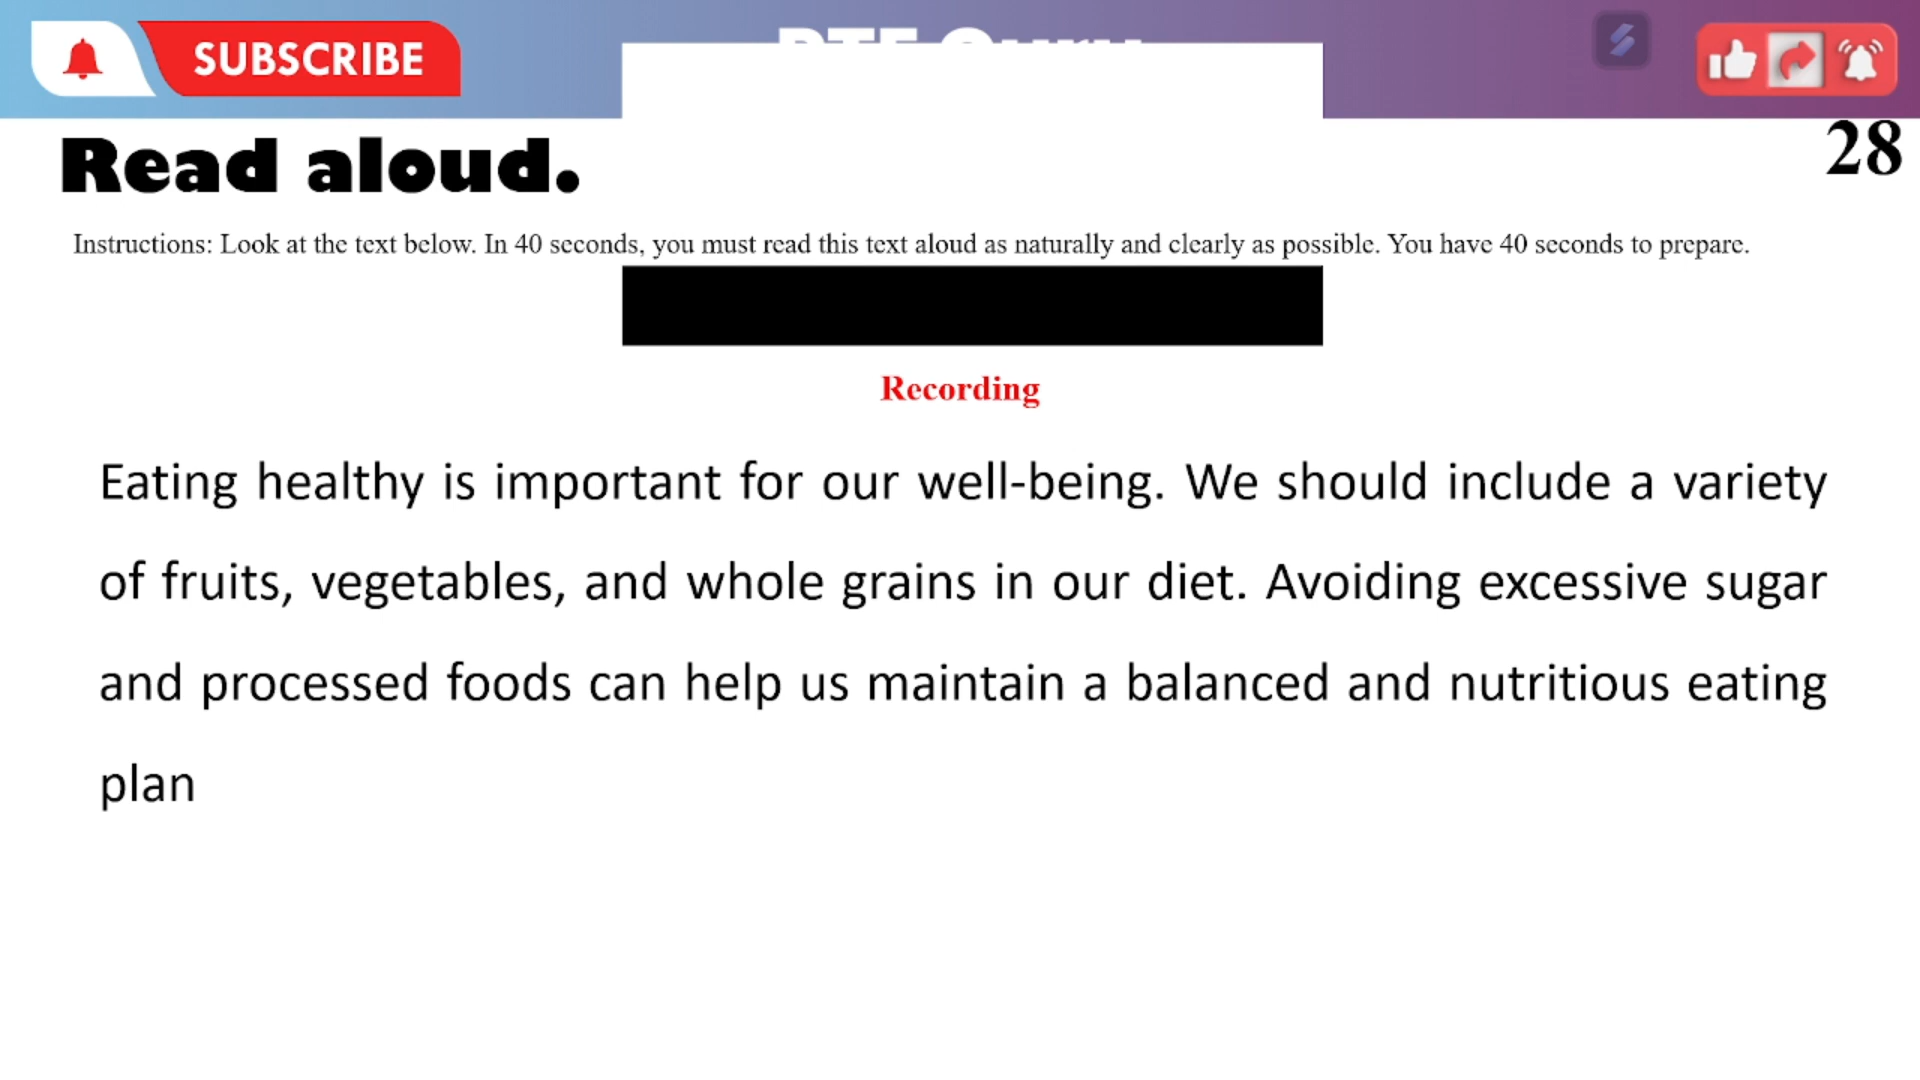 SUBSCRIBE
Read aloud.
28
Instructions: Look at the text below. In 40 seconds, you must read this text aloud as naturally and clearly as possible. You have 40 seconds to prepare.
Recording
Eating healthy is important for our well-being. We should include a variety
of fruits, vegetables, and whole grains in our diet. Avoiding excessive sugar
and processed foods can help us maintain a balanced and nutritious eating
plan